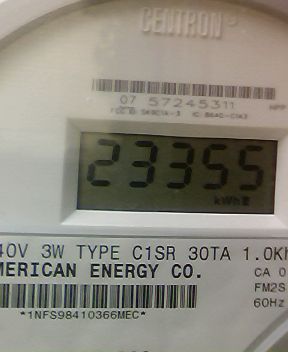 CENTRON®
07 57245311
23355
kWh
40V 3W TYPE C1SR 30TA 1.0Kh
MERICAN ENERGY CO.
CA 0
FM2S
60Hz
*1NFS98410366MEC*